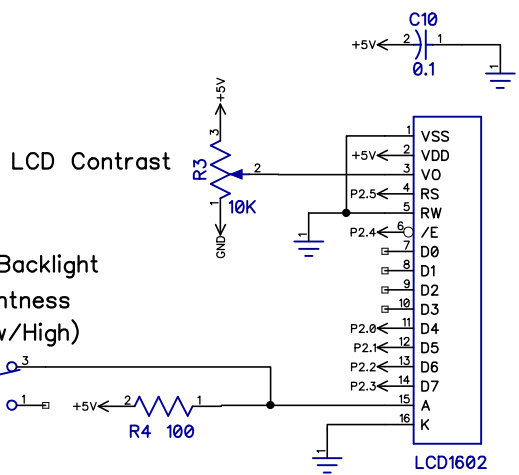 C10
+5V 2 1
0.1
1
+5V
3
LCD Contrast
R3
2
1
10K
GND
1 VSS
+5V 2 VDD
3 VO
P2.5 4 RS
5 RW
1
P2.4 6 /E
7 D0
8 D1
9 D2
10 D3
P2.0 11 D4
P2.1 12 D5
P2.2 13 D6
P2.3 14 D7
15 A
16 K
1
LCD1602
Backlight
ntness
w/High)
3
1
+5V 2 1
R4 100